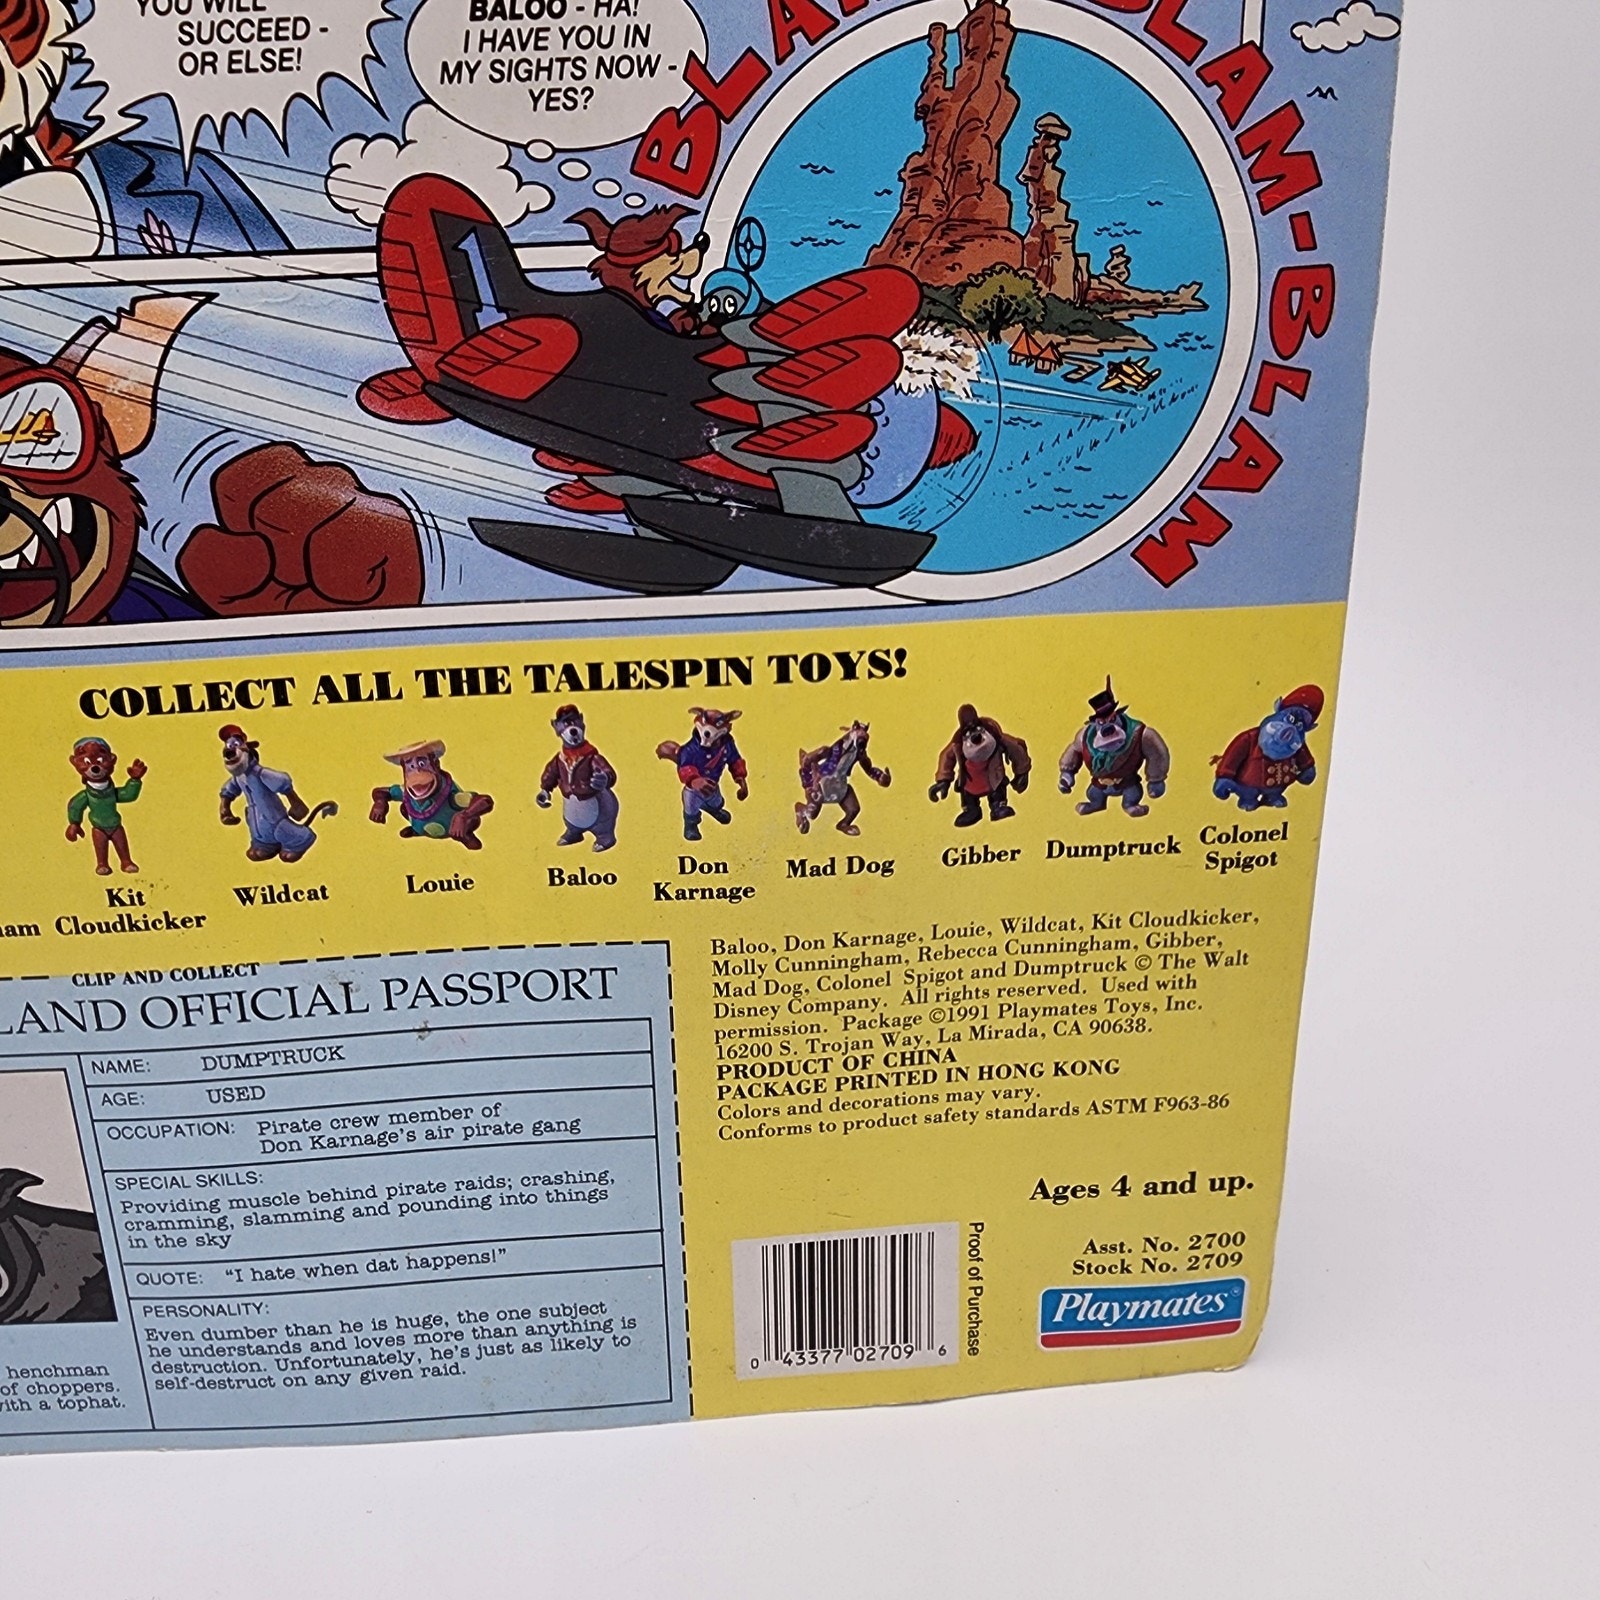 YOU WILL
SUCCEED -
OR ELSE!
BALOO - HA!
I HAVE YOU IN
MY SIGHTS NOW -
YES?
BLAM-BLAM-BLAM-BLAM
1
COLLECT ALL THE TALESPIN TOYS!
Kit
Cloudkicker
Wildcat
Louie
Baloo
Don
Karnage
Mad Dog
Gibber
Dumptruck
Colonel
Spigot
CLIP AND COLLECT
LAND OFFICIAL PASSPORT
NAME: DUMPTRUCK
AGE: USED
OCCUPATION: Pirate crew member of
Don Karnage's air pirate gang
SPECIAL SKILLS:
Providing muscle behind pirate raids; crashing,
cramming, slamming and pounding into things
in the sky
QUOTE: "I hate when dat happens!"
PERSONALITY:
Even dumber than he is huge, the one subject
he understands and loves more than anything is
destruction. Unfortunately, he's just as likely to
self-destruct on any given raid.
henchman
of choppers.
with a tophat.
Baloo, Don Karnage, Louie, Wildcat, Kit Cloudkicker,
Molly Cunningham, Rebecca Cunningham, Gibber,
Mad Dog, Colonel Spigot and Dumptruck © The Walt
Disney Company. All rights reserved. Used with
permission. Package ©1991 Playmates Toys, Inc.
16200 S. Trojan Way, La Mirada, CA 90638.
PRODUCT OF CHINA
PACKAGE PRINTED IN HONG KONG
Colors and decorations may vary.
Conforms to product safety standards ASTM F963-86
Ages 4 and up.
Asst. No. 2700
Stock No. 2709
Playmates®
Proof of Purchase
0 43377 02709 6